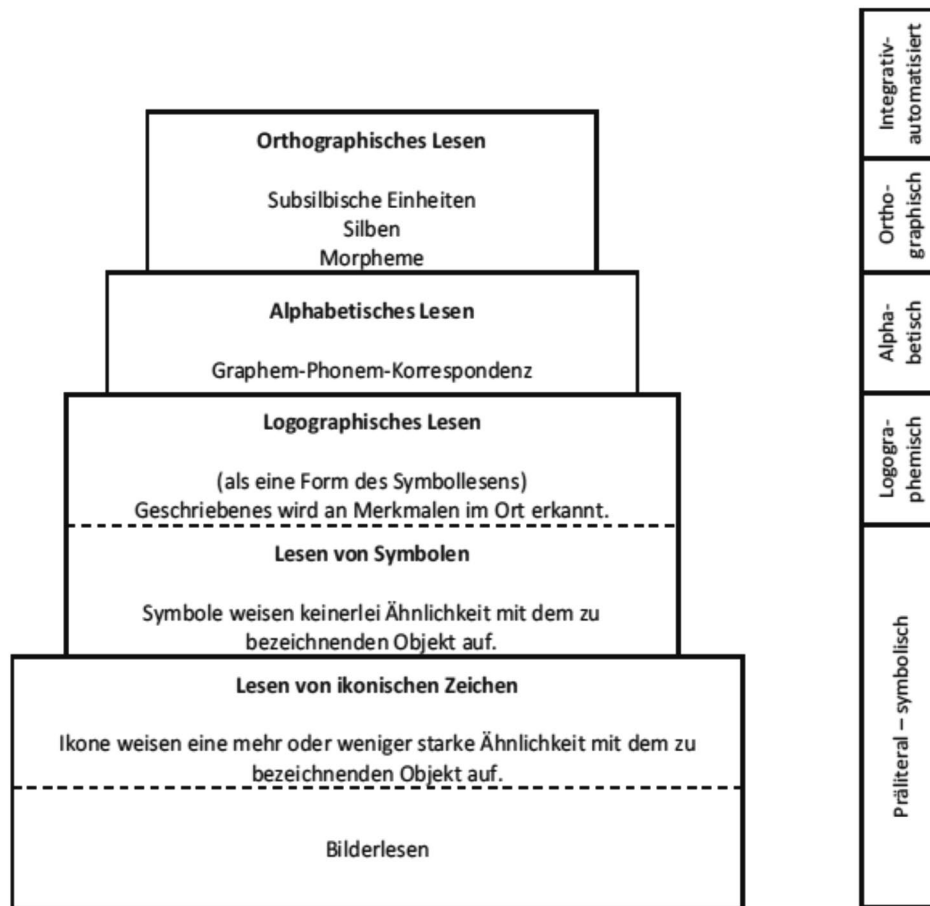 Orthographisches Lesen
Subsilbische Einheiten
Silben
Morpheme
Alphabetisches Lesen
Graphem-Phonem-Korrespondenz
Logographisches Lesen
(als eine Form des Symbollesens)
Geschriebenes wird an Merkmalen im Ort erkannt.
Lesen von Symbolen
Symbole weisen keinerlei Ähnlichkeit mit dem zu
bezeichnenden Objekt auf.
Lesen von ikonischen Zeichen
Ikone weisen eine mehr oder weniger starke Ähnlichkeit mit dem zu
bezeichnenden Objekt auf.
Bilderlesen
Integrativ-
automatisiert
Ortho-
graphisch
Alpha-
betisch
Logogra-
phemisch
Präliteral – symbolisch